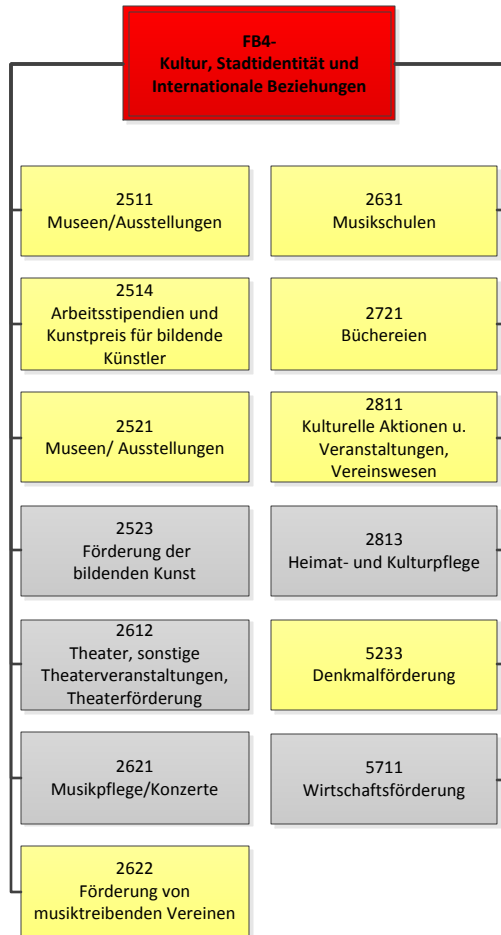 FB4-
Kultur, Stadtidentität und
Internationale Beziehungen
2511
Museen/Ausstellungen
2514
Arbeitsstipendien und
Kunstpreis für bildende
Künstler
2521
Museen/ Ausstellungen
2523
Förderung der
bildenden Kunst
2612
Theater, sonstige
Theaterveranstaltungen,
Theaterförderung
2621
Musikpflege/Konzerte
2622
Förderung von
musiktreibenden Vereinen
2631
Musikschulen
2721
Büchereien
2811
Kulturelle Aktionen u.
Veranstaltungen,
Vereinswesen
2813
Heimat- und Kulturpflege
5233
Denkmalförderung
5711
Wirtschaftsförderung